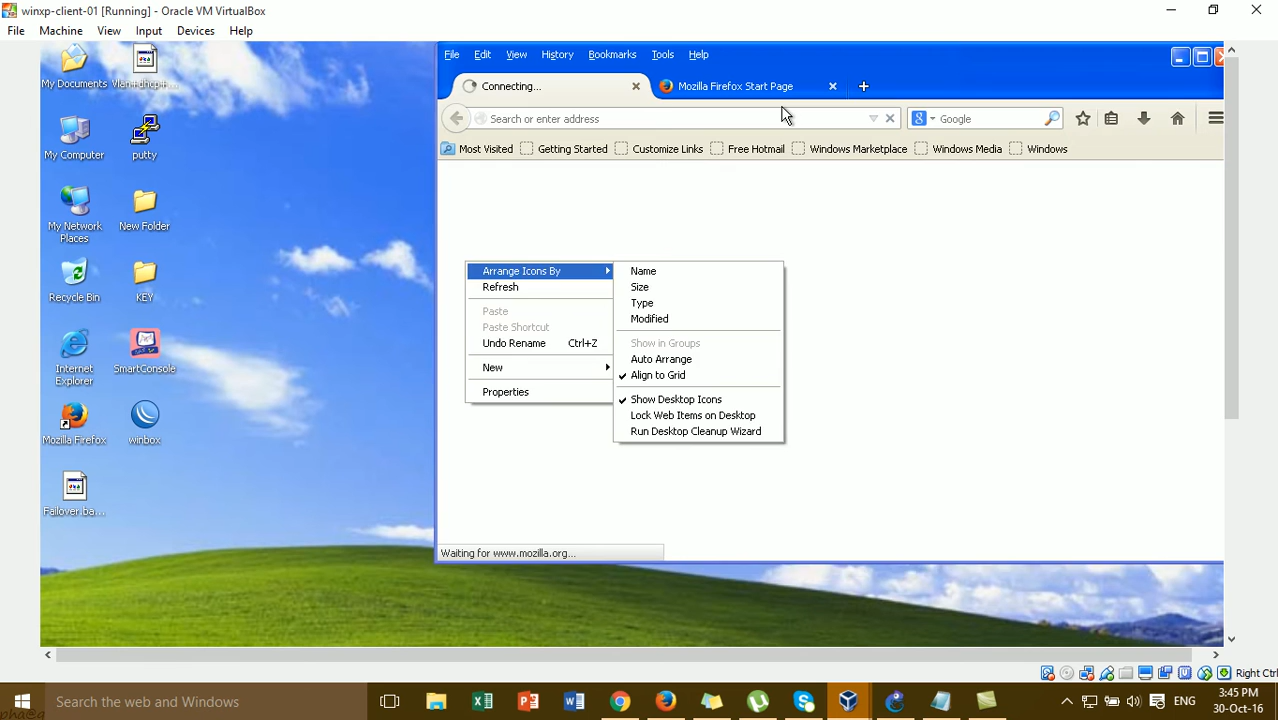 winxp-client-01 [Running] - Oracle VM VirtualBox
File Machine View Input Devices Help
My Documents
Vlan+dhcp+...
My Computer
putty
My Network
Places
New Folder
Recycle Bin
KEY
Internet
Explorer
SmartConsole
Mozilla Firefox
winbox
Failover.ba...
File Edit View History Bookmarks Tools Help
Connecting... Mozilla Firefox Start Page
Search or enter address Google
Most Visited Getting Started Customize Links Free Hotmail Windows Marketplace Windows Media Windows
Arrange Icons By
Refresh
Paste
Paste Shortcut
Undo Rename Ctrl+Z
New
Properties
Name
Size
Type
Modified
Show in Groups
Auto Arrange
Align to Grid
Show Desktop Icons
Lock Web Items on Desktop
Run Desktop Cleanup Wizard
Waiting for www.mozilla.org...
Right Ctrl
Search the web and Windows
ENG
3:45 PM
30-Oct-16